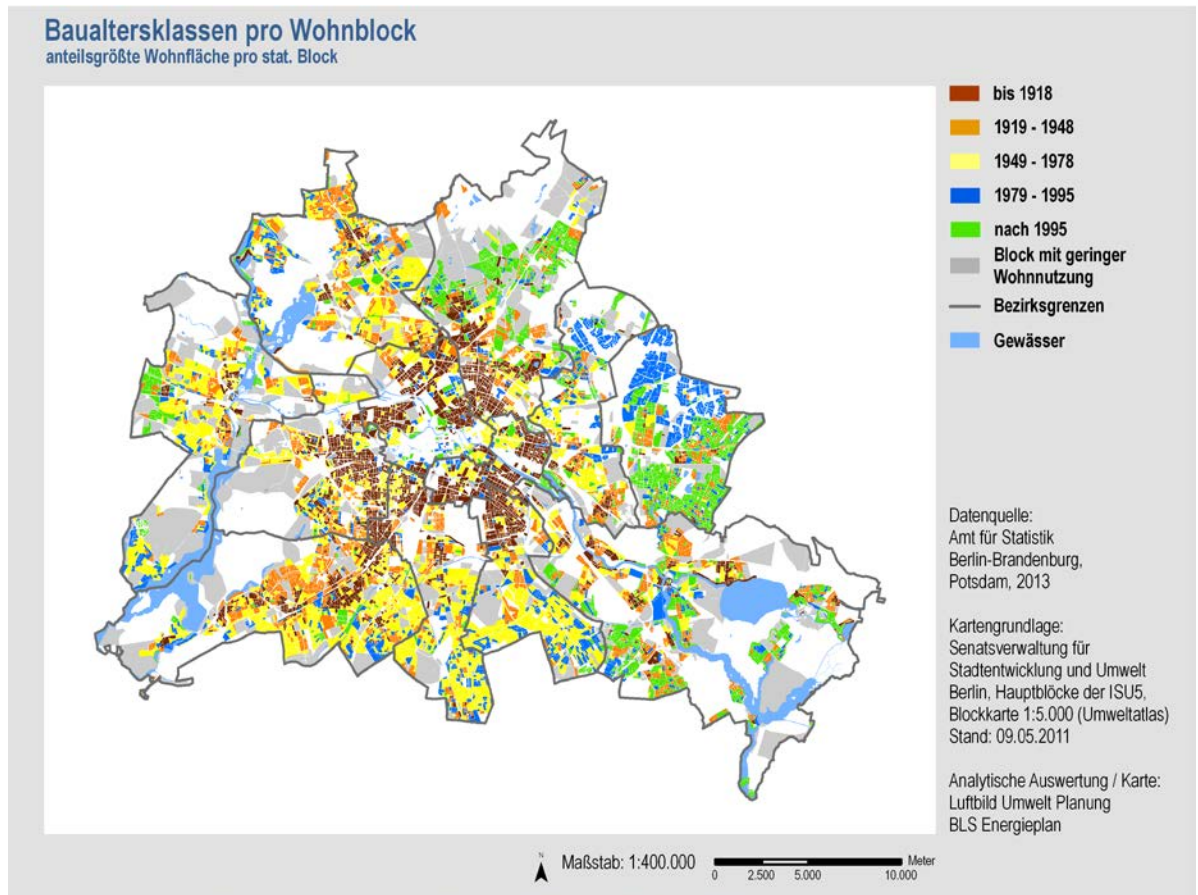 Baualtersklassen pro Wohnblock
anteilsgrößte Wohnfläche pro stat. Block
bis 1918
1919 - 1948
1949 - 1978
1979 - 1995
nach 1995
Block mit geringer
Wohnnutzung
Bezirksgrenzen
Gewässer
Datenquelle:
Amt für Statistik
Berlin-Brandenburg,
Potsdam, 2013
Kartengrundlage:
Senatsverwaltung für
Stadtentwicklung und Umwelt
Berlin, Hauptblöcke der ISU5,
Blockkarte 1:5.000 (Umweltatlas)
Stand: 09.05.2011
Analytische Auswertung / Karte:
Luftbild Umwelt Planung
BLS Energieplan
N
Maßstab: 1:400.000
Meter
0 2.500 5.000 10.000